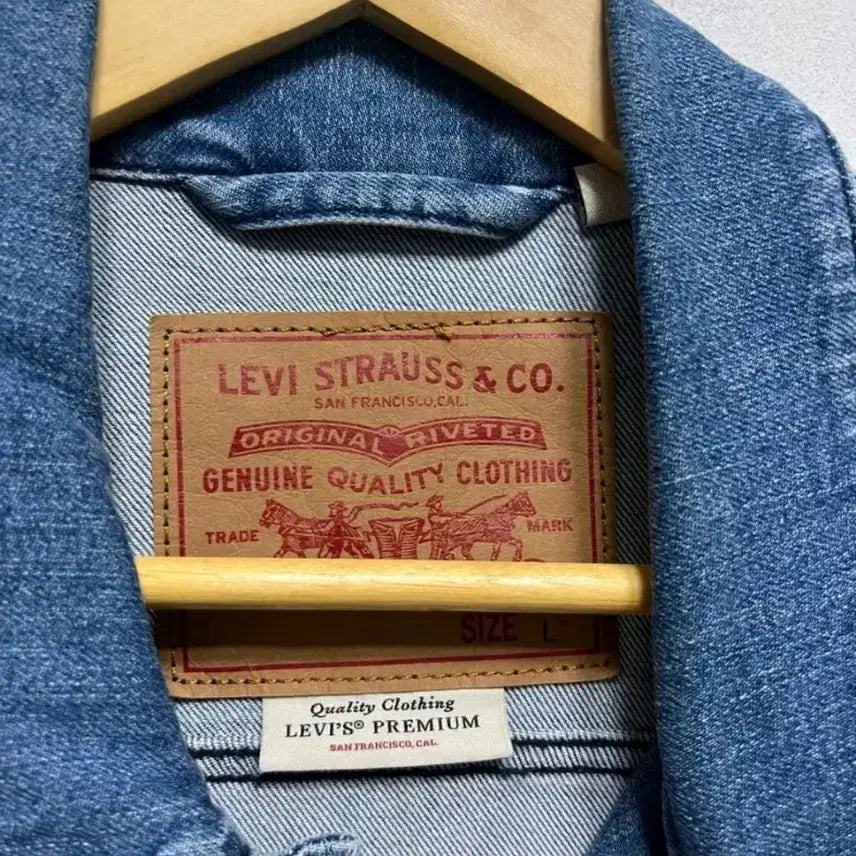 LEVI STRAUSS & CO.
SAN FRANCISCO, CAL.
ORIGINAL RIVETED
GENUINE QUALITY CLOTHING
TRADE MARK
SIZE L
Quality Clothing
LEVI'S® PREMIUM
SAN FRANCISCO, CAL.